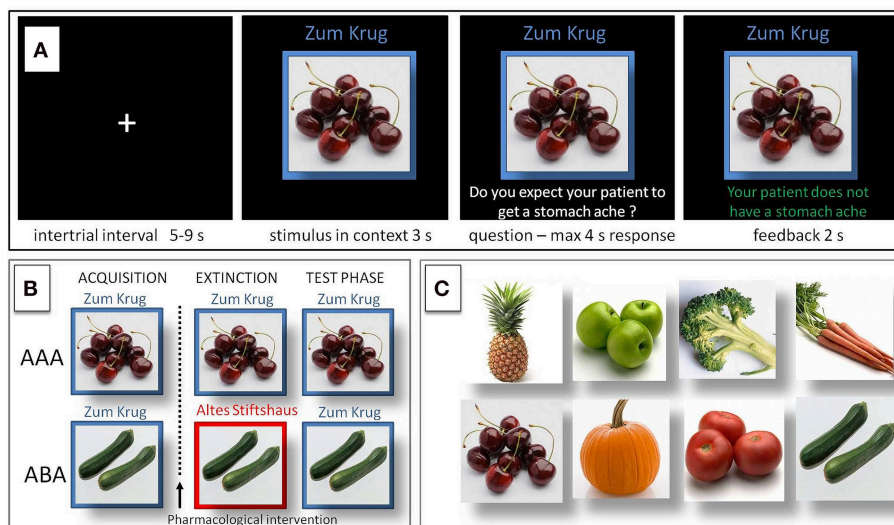 A
Zum Krug
Zum Krug
Zum Krug
Do you expect your patient to
get a stomach ache ?
Your patient does not
have a stomach ache
intertrial interval 5-9 s
stimulus in context 3 s
question – max 4 s response
feedback 2 s
B
ACQUISITION
EXTINCTION
TEST PHASE
Zum Krug
Zum Krug
Zum Krug
AAA
Zum Krug
Altes Stiftshaus
Zum Krug
ABA
Pharmacological intervention
C